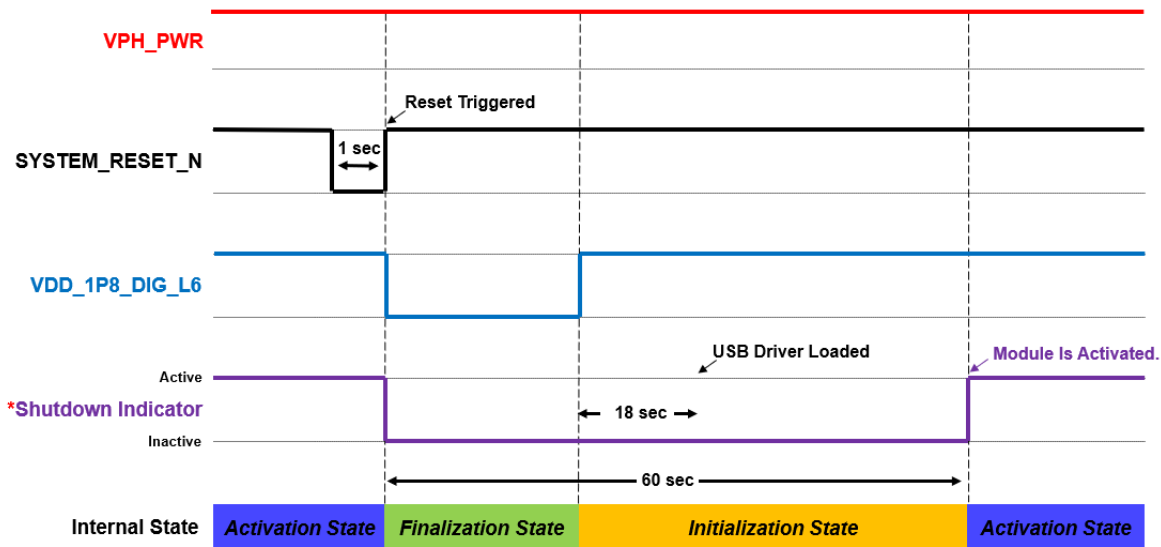 VPH_PWR
Reset Triggered
1 sec
SYSTEM_RESET_N
VDD_1P8_DIG_L6
USB Driver Loaded
Module Is Activated.
Active
*Shutdown Indicator
18 sec
Inactive
60 sec
Internal State
Activation State
Finalization State
Initialization State
Activation State